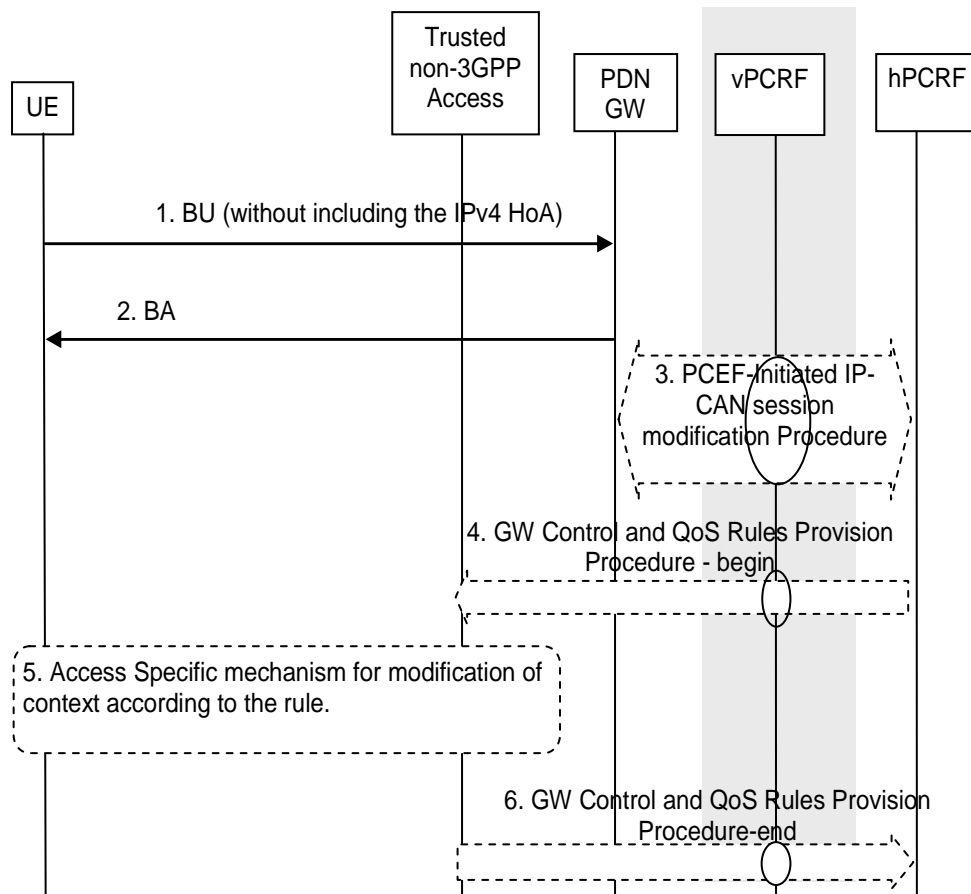 UE
Trusted
non-3GPP
Access
PDN
GW
vPCRF
hPCRF
1. BU (without including the IPv4 HoA)
2. BA
3. PCEF-Initiated IP-
CAN session
modification Procedure
4. GW Control and QoS Rules Provision
Procedure - begin
5. Access Specific mechanism for modification of
context according to the rule.
6. GW Control and QoS Rules Provision
Procedure-end